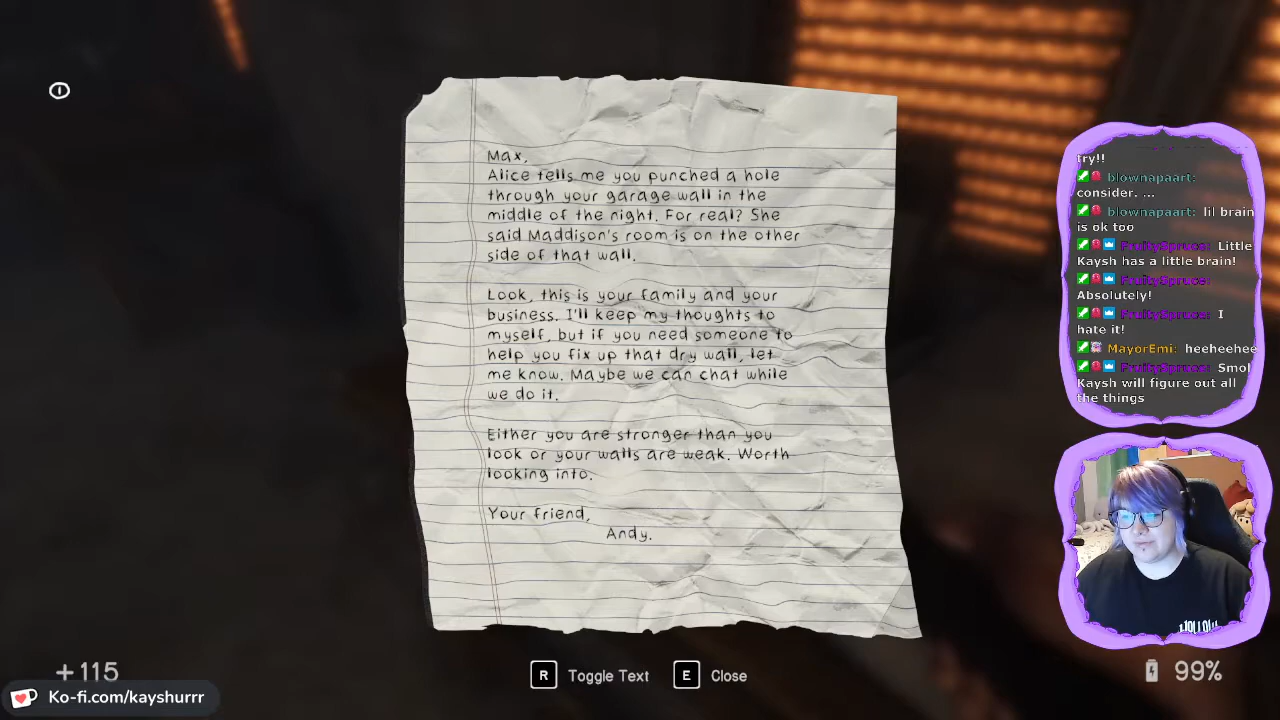 Max,
Alice tells me you punched a hole
through your garage wall in the
middle of the night. For real? She
said Maddison's room is on the other
side of that wall.
Look, this is your family and your
business. I'll keep my thoughts to
myself, but if you need someone to
help you fix up that dry wall, let
me know. Maybe we can chat while
we do it.
Either you are stronger than you
look or your walls are weak. Worth
looking into.
Your friend,
Andy.
+115
R Toggle Text E Close
99%
Ko-fi.com/kayshurrr
try!!
blownapaart:
consider. ...
blownapaart: lil brain
is ok too
FruitySpruce: Little
Kaysh has a little brain!
FruitySpruce:
Absolutely!
FruitySpruce: I
hate it!
MayorEmi: heeheehee
FruitySpruce: Smol
Kaysh will figure out all
the things